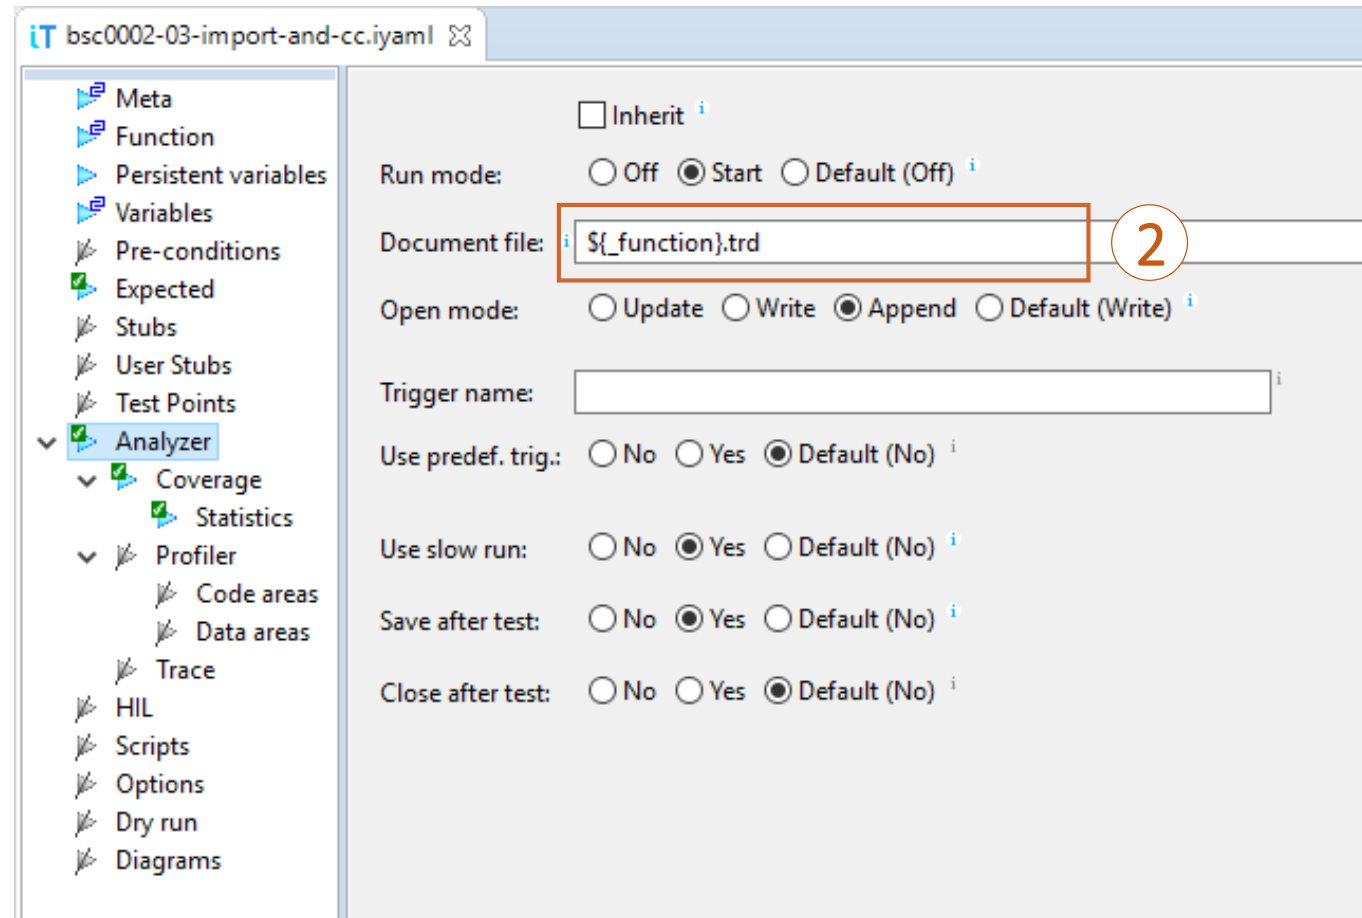 iT bsc0002-03-import-and-cc.iyaml
Meta
Function
Persistent variables
Variables
Pre-conditions
Expected
Stubs
User Stubs
Test Points
Analyzer
Coverage
Statistics
Profiler
Code areas
Data areas
Trace
HIL
Scripts
Options
Dry run
Diagrams
Inherit i
Run mode: Off Start Default (Off) i
Document file: i ${_function}.trd 2
Open mode: Update Write Append Default (Write) i
Trigger name: i
Use predef. trig.: No Yes Default (No) i
Use slow run: No Yes Default (No) i
Save after test: No Yes Default (No) i
Close after test: No Yes Default (No) i